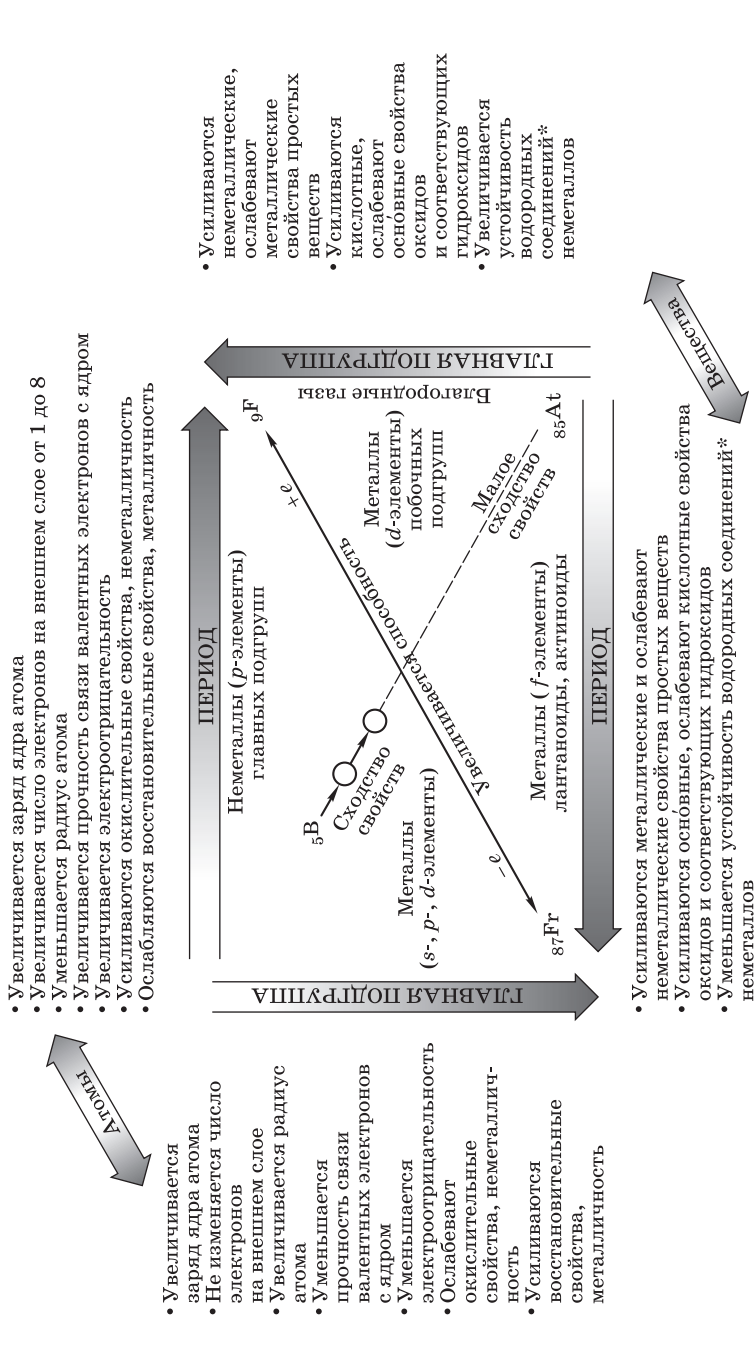 • Увеличивается заряд ядра атома
• Увеличивается число электронов на внешнем слое от 1 до 8
• Уменьшается радиус атома
• Увеличивается прочность связи валентных электронов с ядром
• Увеличивается электроотрицательность
• Усиливаются окислительные свойства, неметалличность
• Ослабляются восстановительные свойства, металличность
Атомы
• Увеличивается
заряд ядра атома
• Не изменяется число
электронов
на внешнем слое
• Увеличивается радиус
атома
• Уменьшается
прочность связи
валентных электронов
с ядром
• Уменьшается
электроотрицательность
• Ослабевают
окислительные
свойства, неметаллич-
ность
• Усиливаются
восстановительные
свойства,
металличность
ГЛАВНАЯ ПОДГРУППА
ПЕРИОД
Неметаллы (p-элементы)
главных подгрупп
₅B
Сходство
свойств
₉F
+e
Увеличивается способность
–e
₈₇Fr
Металлы
(s-, p-, d-элементы)
Металлы
(d-элементы)
побочных
подгрупп
Малое
сходство
свойств
₈₅At
Металлы (f-элементы)
лантаноиды, актиноиды
Благородные газы
ГЛАВНАЯ ПОДГРУППА
ПЕРИОД
• Усиливаются
неметаллические,
ослабевают
металлические
свойства простых
веществ
• Усиливаются
кислотные,
ослабевают
осно́вные свойства
оксидов
и соответствующих
гидроксидов
• Увеличивается
устойчивость
водородных
соединений*
неметаллов
Вещества
• Усиливаются металлические и ослабевают
неметаллические свойства простых веществ
• Усиливаются осно́вные, ослабевают кислотные свойства
оксидов и соответствующих гидроксидов
• Уменьшается устойчивость водородных соединений*
неметаллов